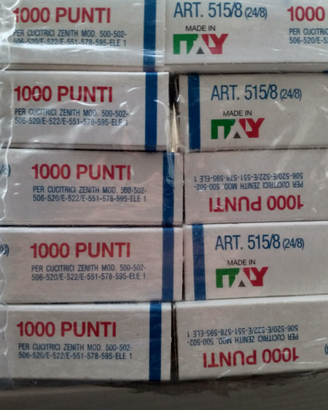 1000 PUNTI
PER CUCITRICI ZENITH MOD. 500-502-
506-520/E-522/E-551-578-595-ELE 1
ART. 515/8 (24/8)
MADE IN
ITALY
1000
PER CUCITRICI
506-520/E-5
1000 PUNTI
PER CUCITRICI ZENITH MOD. 500-502-
506-520/E-522/E-551-578-595-ELE 1
ART. 515/8 (24/8)
MADE IN
ITALY
1000 PUNTI
PER CUCITRICI ZENITH MOD. 500-502-
506-520/E-522/E-551-578-595-ELE 1
1000 PUNTI
PER CUCITRICI ZENITH MOD. 500-502-
506-520/E-522/E-551-578-595-ELE 1
1000 PUNTI
PER CUCITRICI ZENITH MOD. 500-502-
506-520/E-522/E-551-578-595-ELE 1
ART. 515/8 (24/8)
MADE IN
ITALY
1000 PUNTI
PER CUCITRICI ZENITH MOD. 500-502-
506-520/E-522/E-551-578-595-ELE 1
1000 PUNTI
PER CUCITRICI ZENITH MOD. 500-502-
506-520/E-522/E-551-578-595-ELE 1